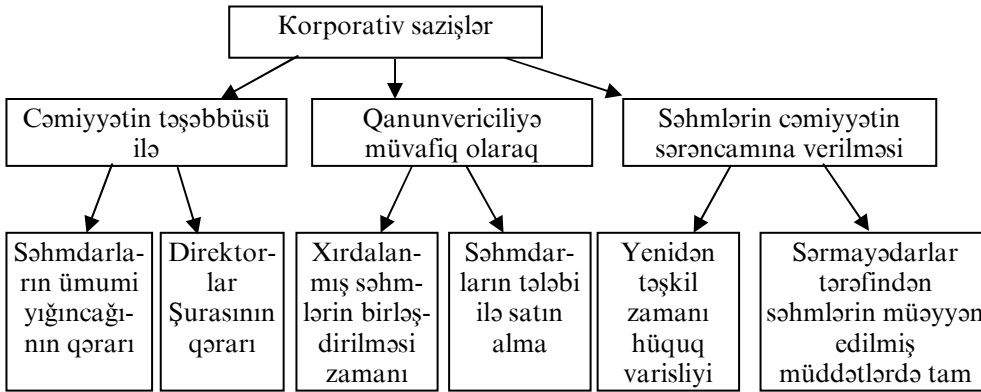 Korporativ sazişlər
Cəmiyyətin təşəbbüsü
ilə
Qanunvericiliyə
müvafiq olaraq
Səhmlərin cəmiyyətin
sərəncamına verilməsi
Səhmdarla-
rın ümumi
yığıncağı-
nın qərarı
Direktor-
lar
Şurasının
qərarı
Xırdalan-
mış səhm-
lərin birləş-
dirilməsi
zamanı
Səhmdar-
ların tələbi
ilə satın
alma
Yenidən
təşkil
zamanı
hüquq
varisliyi
Sərmayədarlar
tərəfindən
səhmlərin müəyyən
edilmiş
müddətlərdə tam